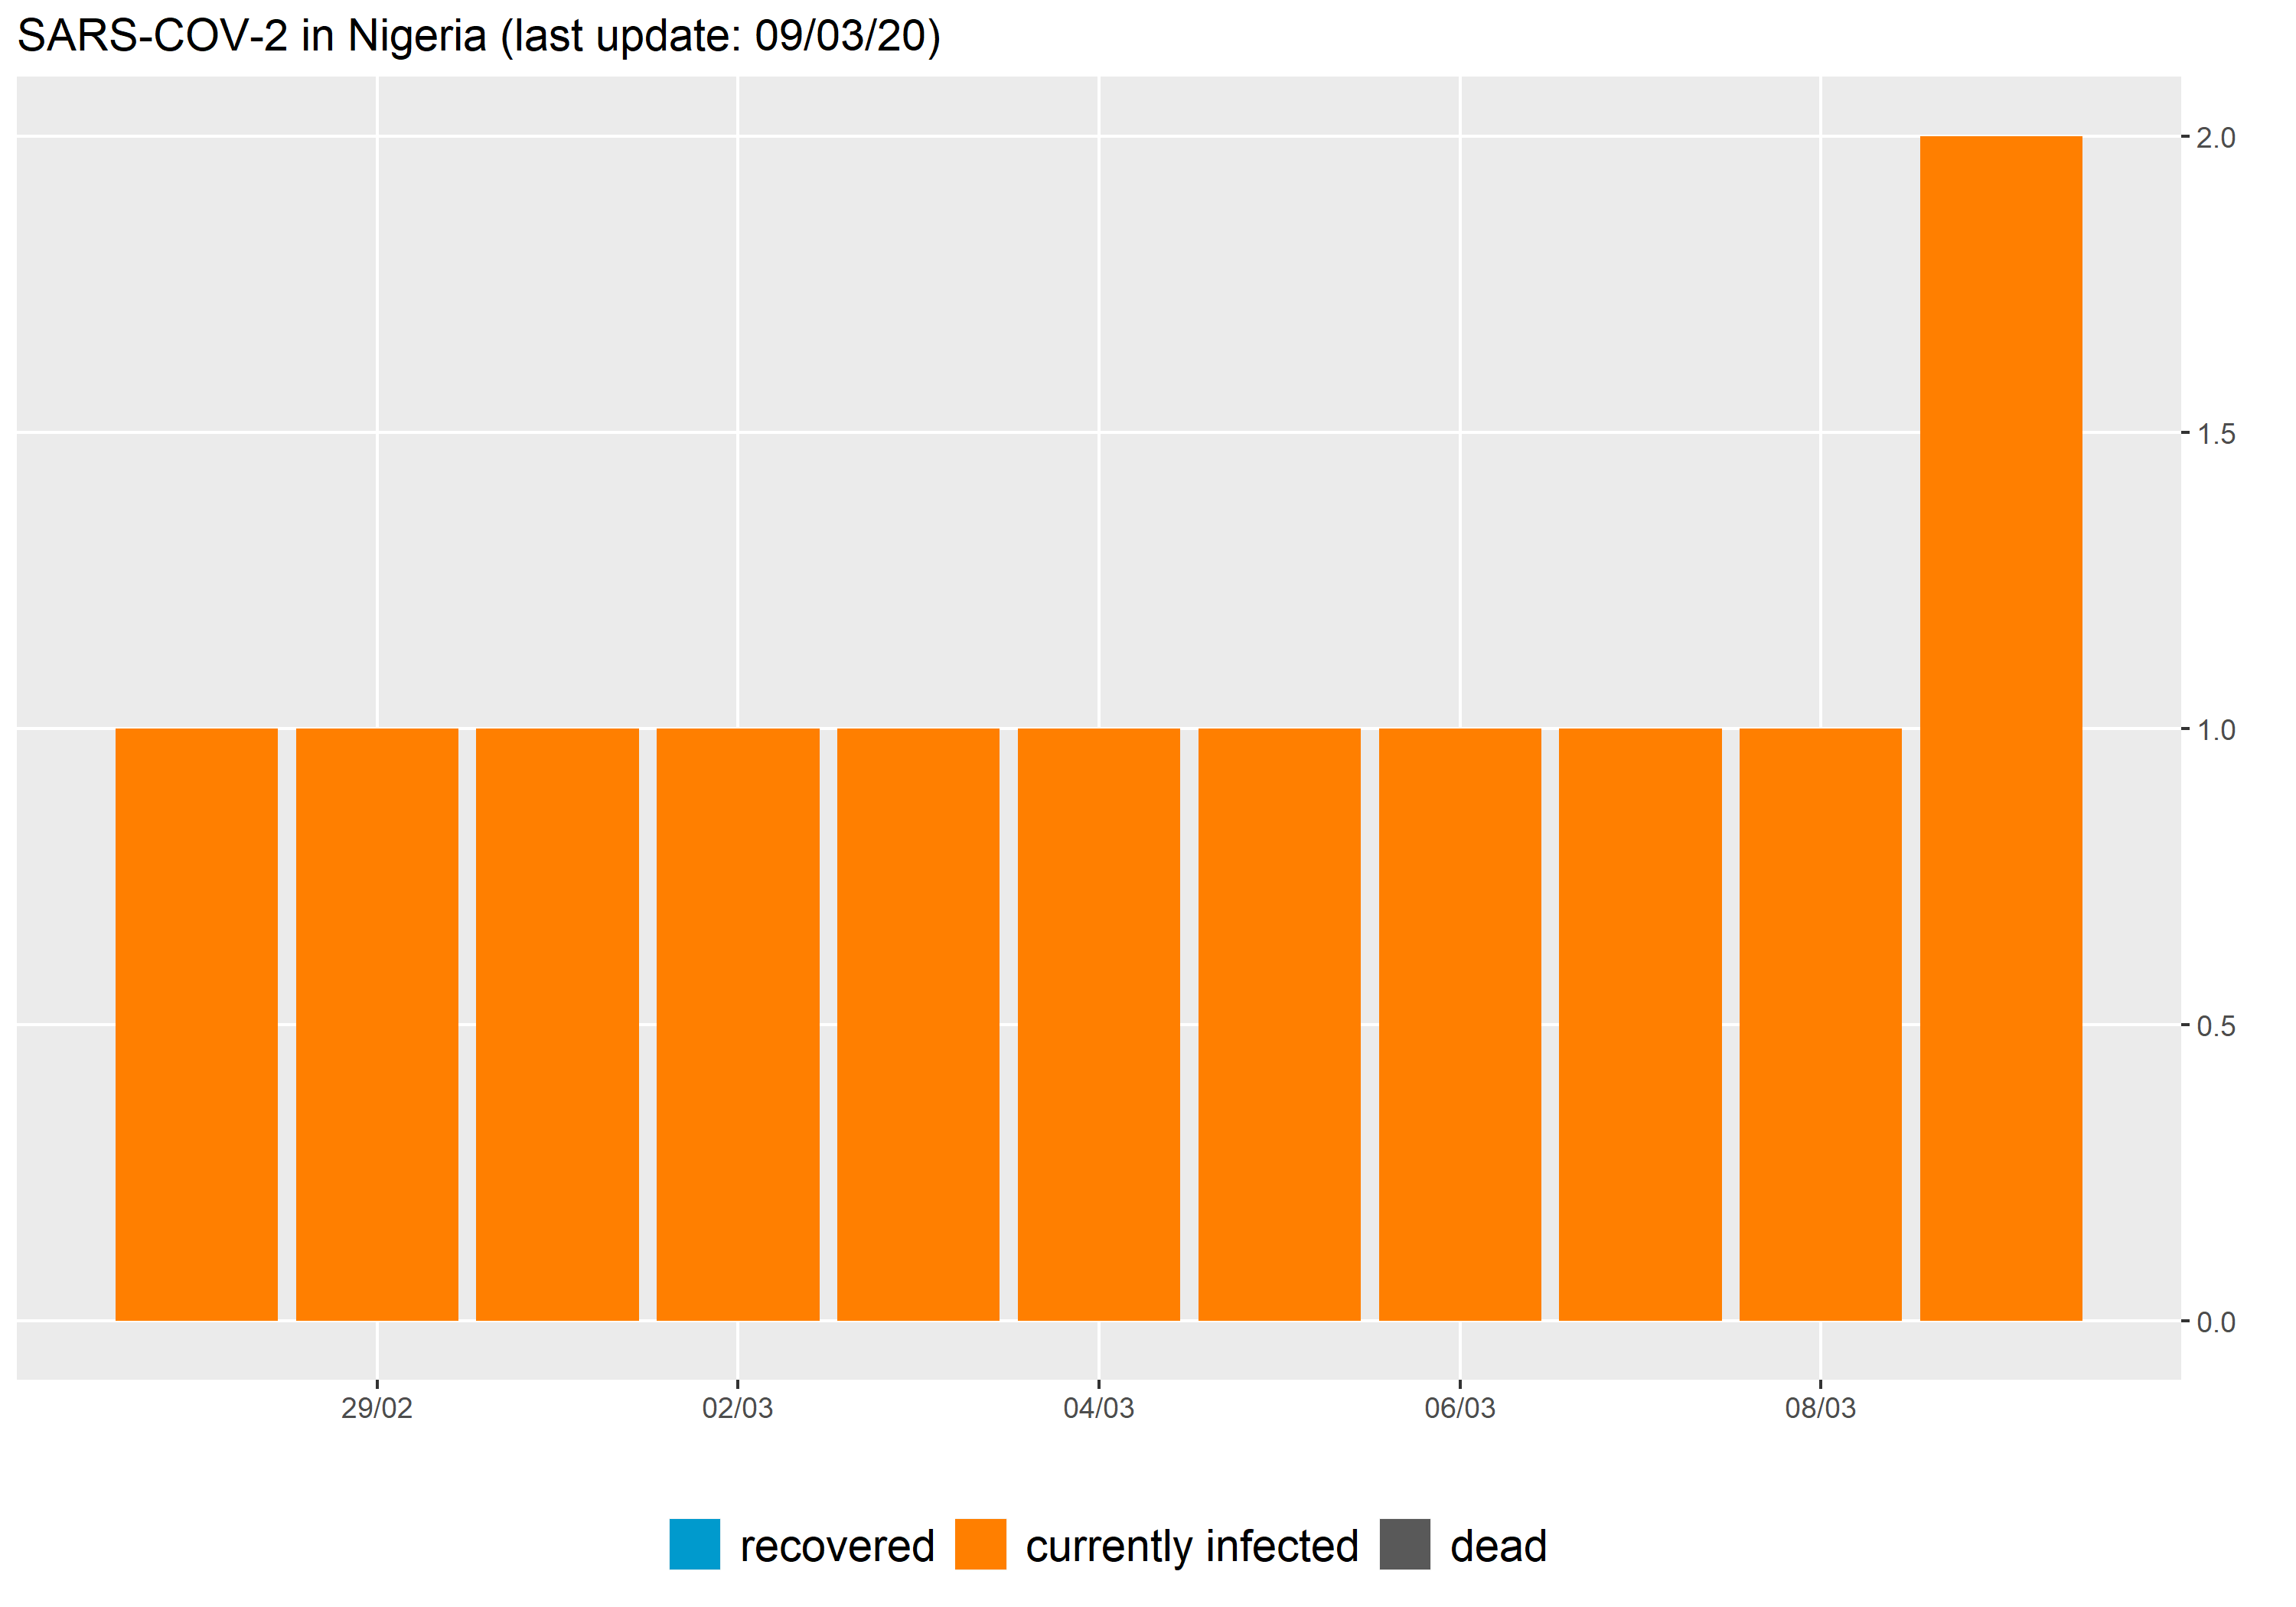 SARS-COV-2 in Nigeria (last update: 09/03/20)
2.0
1.5
1.0
0.5
0.0
29/02 02/03 04/03 06/03 08/03
recovered currently infected dead